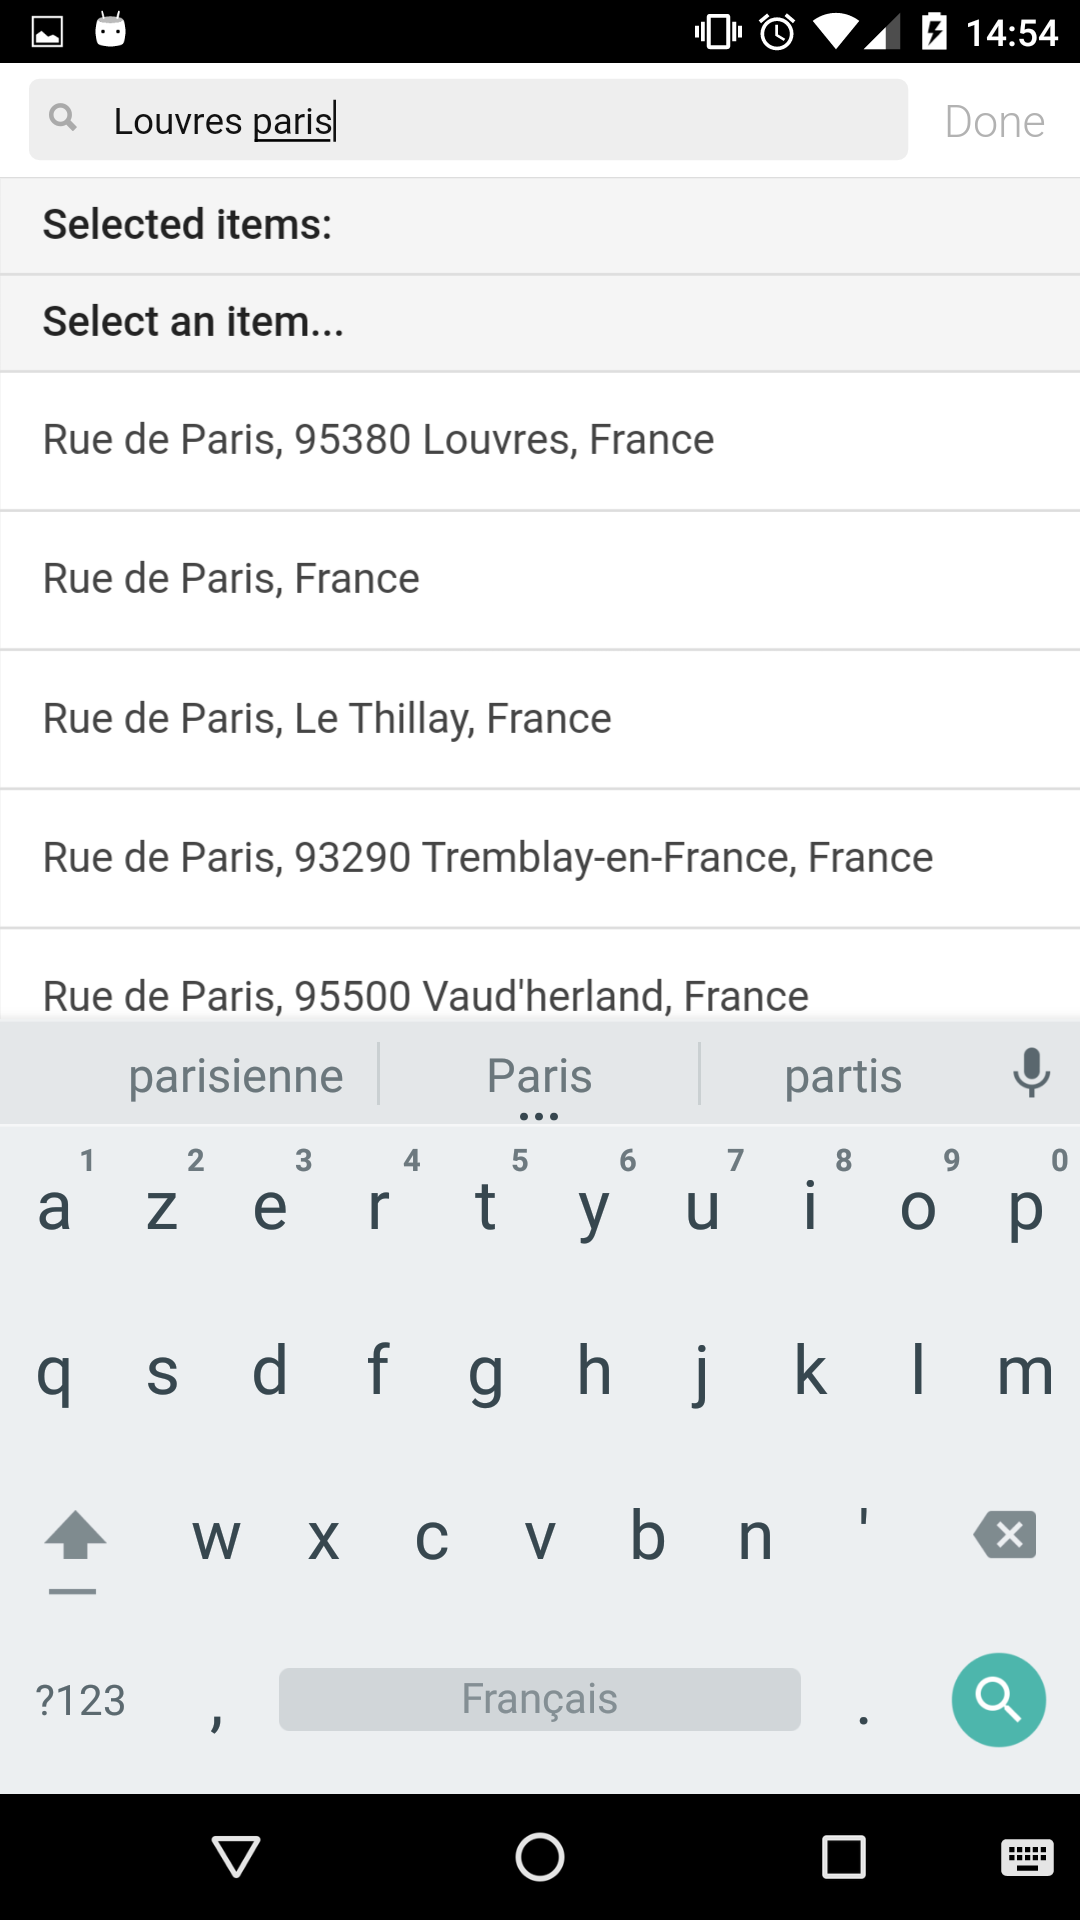 14:54
Louvres paris Done
Selected items:
Select an item...
Rue de Paris, 95380 Louvres, France
Rue de Paris, France
Rue de Paris, Le Thillay, France
Rue de Paris, 93290 Tremblay-en-France, France
Rue de Paris, 95500 Vaud'herland, France
parisienne Paris partis
1 2 3 4 5 6 7 8 9 0
a z e r t y u i o p
q s d f g h j k l m
w x c v b n '
?123 , Français .